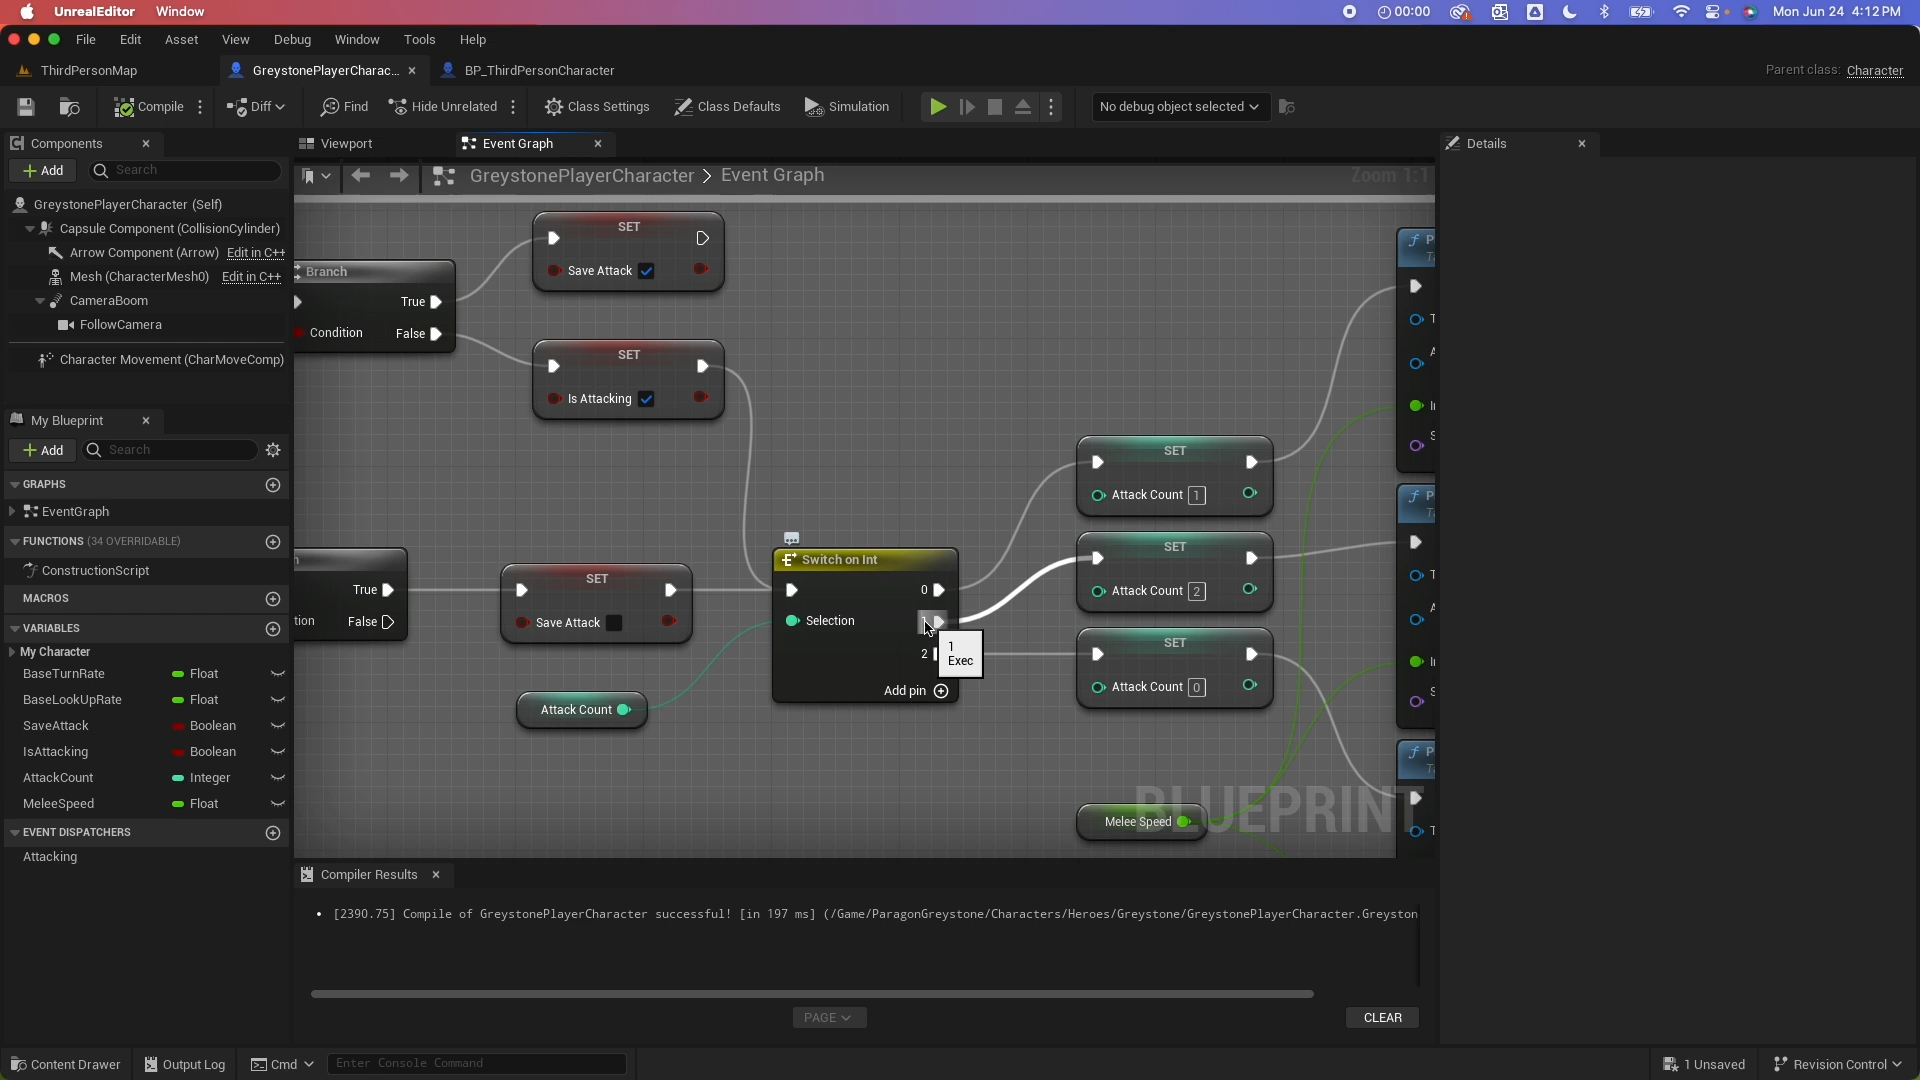 UnrealEditor Window 00:00 Mon Jun 24 4:12 PM
File Edit Asset View Debug Window Tools Help
ThirdPersonMap GreystonePlayerCharac... BP_ThirdPersonCharacter Parent class: Character
Compile Diff Find Hide Unrelated Class Settings Class Defaults Simulation No debug object selected
Components Viewport Event Graph Details
Add Search GreystonePlayerCharacter > Event Graph Zoom 1:1
GreystonePlayerCharacter (Self)
Capsule Component (CollisionCylinder)
Arrow Component (Arrow) Edit in C++
Mesh (CharacterMesh0) Edit in C++
CameraBoom
FollowCamera
Character Movement (CharMoveComp)
My Blueprint
Add Search
GRAPHS
EventGraph
FUNCTIONS (34 OVERRIDABLE)
ConstructionScript
MACROS
VARIABLES
My Character
BaseTurnRate Float
BaseLookUpRate Float
SaveAttack Boolean
IsAttacking Boolean
AttackCount Integer
MeleeSpeed Float
EVENT DISPATCHERS
Attacking
SET
Save Attack
Branch
True
Condition False
SET
Is Attacking
True
tion False
SET
Save Attack
Attack Count
Switch on Int
0
Selection
2
Add pin
1
Exec
SET
Attack Count 1
SET
Attack Count 2
SET
Attack Count 0
Melee Speed
BLUEPRINT
Compiler Results
[2390.75] Compile of GreystonePlayerCharacter successful! [in 197 ms] (/Game/ParagonGreystone/Characters/Heroes/Greystone/GreystonePlayerCharacter.Greyston
PAGE CLEAR
Content Drawer Output Log Cmd Enter Console Command 1 Unsaved Revision Control